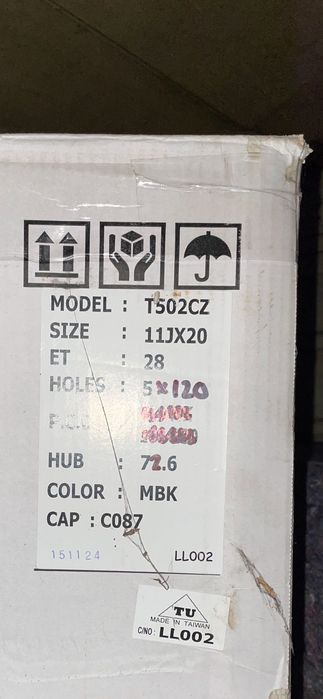 MODEL : T502CZ
SIZE : 11JX20
ET : 28
HOLES : 5x120
HUB : 72.6
COLOR : MBK
CAP : C087
151124 LL002
TU
MADE IN TAIWAN
C/NO: LL002